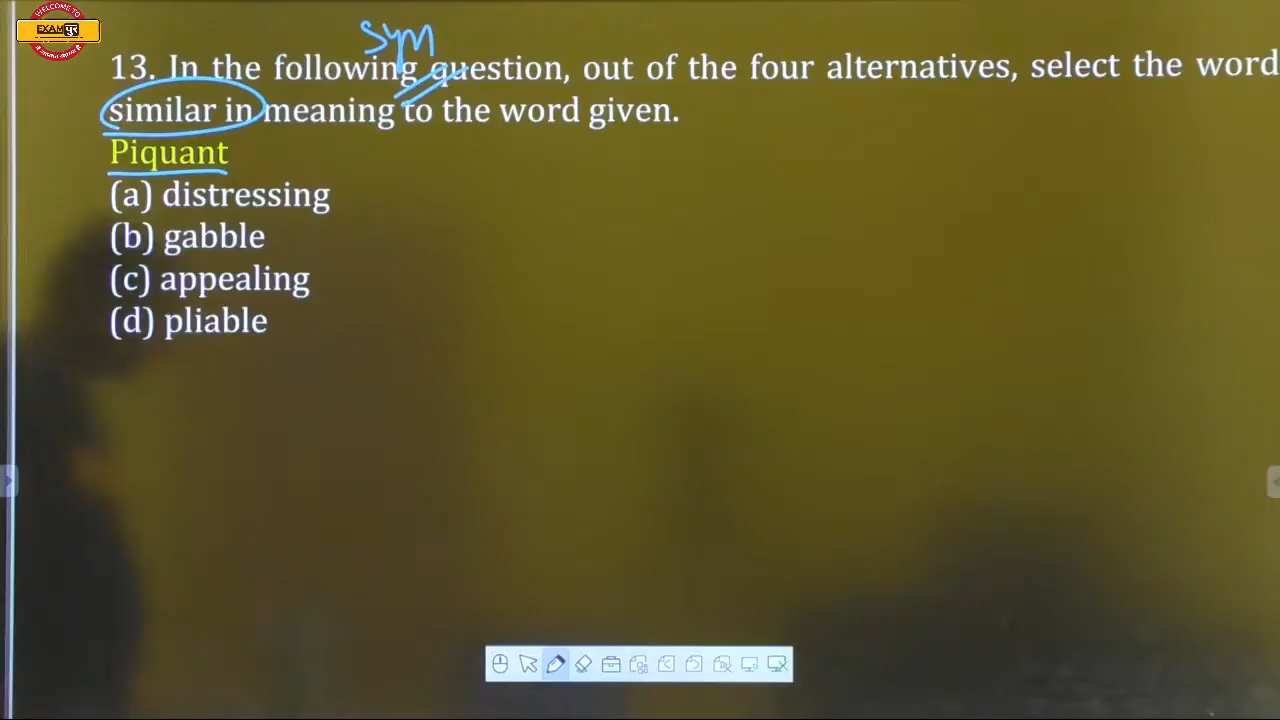 WELCOME TO
EXAM पुर
Sym
13. In the following question, out of the four alternatives, select the word
similar in meaning to the word given.
Piquant
(a) distressing
(b) gabble
(c) appealing
(d) pliable